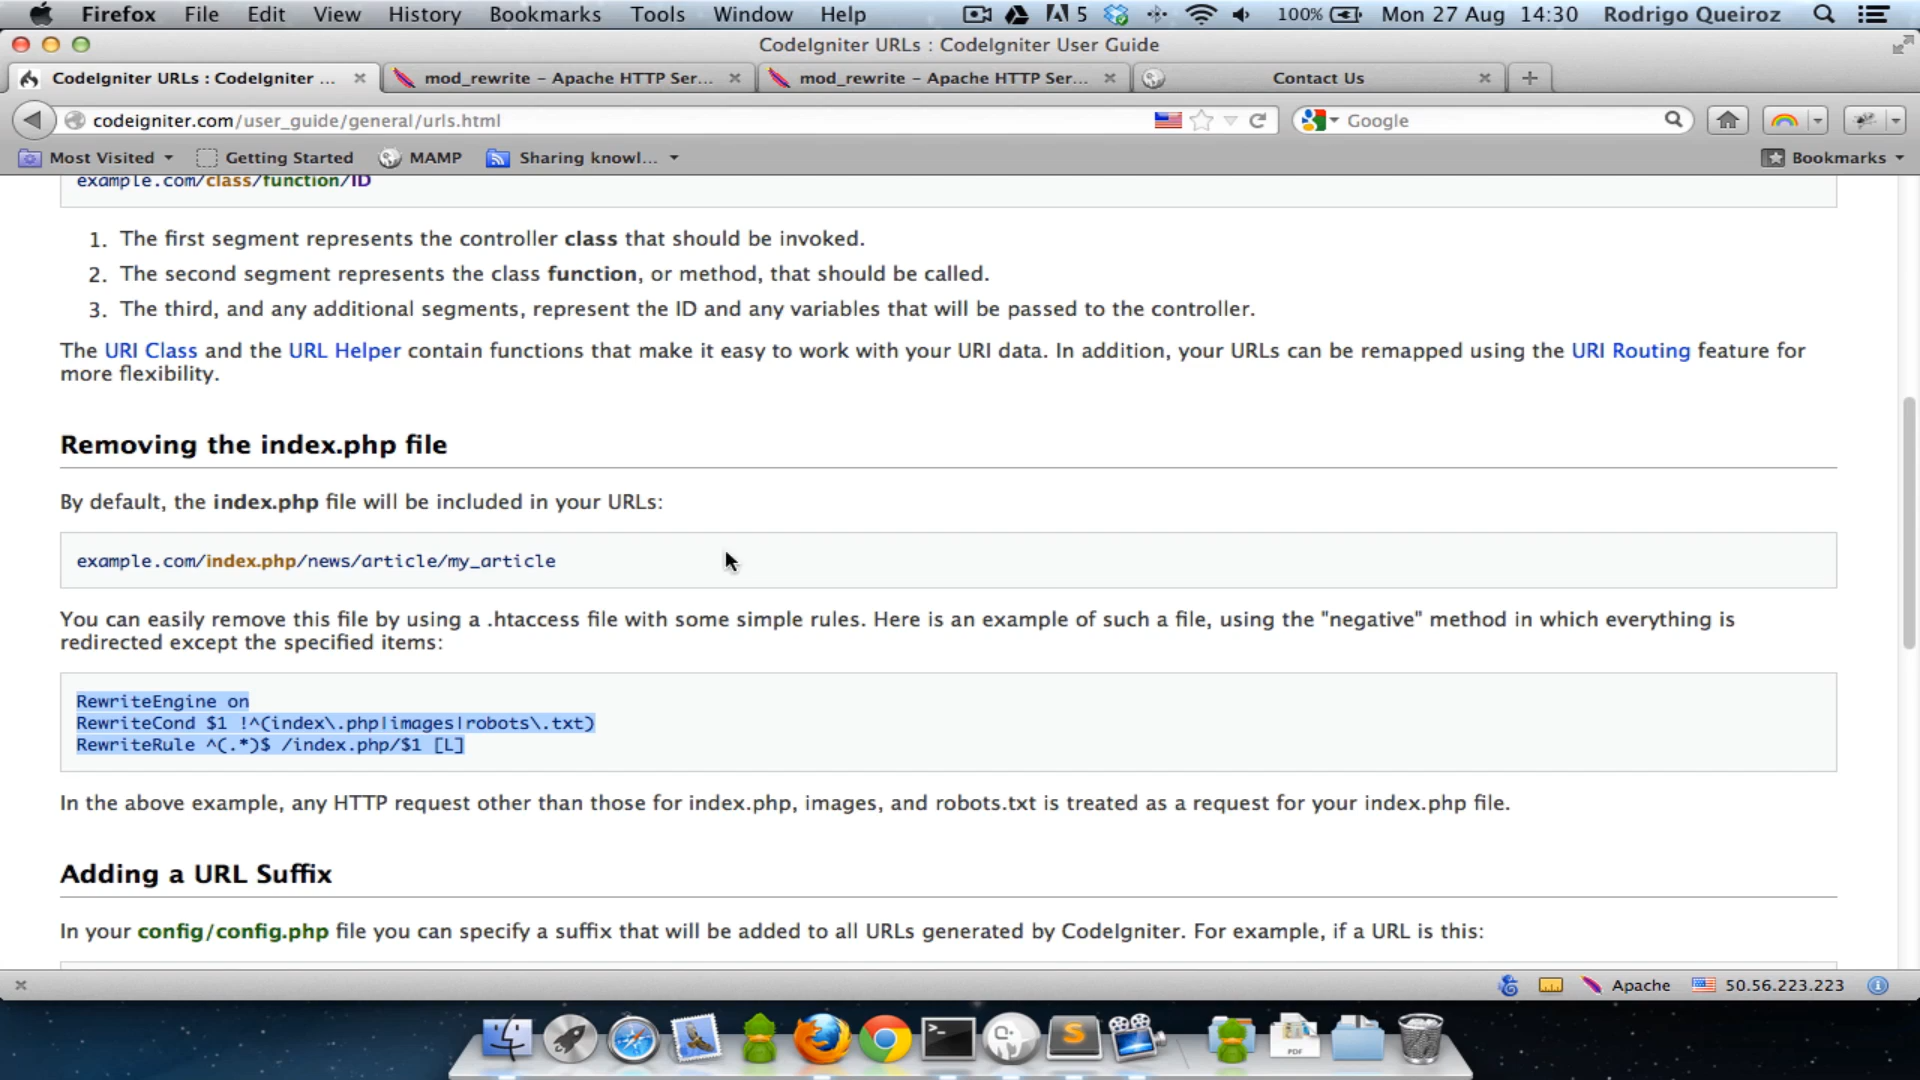 Firefox File Edit View History Bookmarks Tools Window Help 5 100% Mon 27 Aug 14:30 Rodrigo Queiroz
CodeIgniter URLs : CodeIgniter User Guide
CodeIgniter URLs : CodeIgniter ... mod_rewrite - Apache HTTP Ser... mod_rewrite - Apache HTTP Ser... Contact Us
codeigniter.com/user_guide/general/urls.html Google
Most Visited Getting Started MAMP Sharing knowl... Bookmarks
example.com/class/function/ID
1. The first segment represents the controller class that should be invoked.
2. The second segment represents the class function, or method, that should be called.
3. The third, and any additional segments, represent the ID and any variables that will be passed to the controller.
The URI Class and the URL Helper contain functions that make it easy to work with your URI data. In addition, your URLs can be remapped using the URI Routing feature for
more flexibility.
Removing the index.php file
By default, the index.php file will be included in your URLs:
example.com/index.php/news/article/my_article
You can easily remove this file by using a .htaccess file with some simple rules. Here is an example of such a file, using the "negative" method in which everything is
redirected except the specified items:
RewriteEngine on
RewriteCond $1 !^(index\.php|images|robots\.txt)
RewriteRule ^(.*)$ /index.php/$1 [L]
In the above example, any HTTP request other than those for index.php, images, and robots.txt is treated as a request for your index.php file.
Adding a URL Suffix
In your config/config.php file you can specify a suffix that will be added to all URLs generated by CodeIgniter. For example, if a URL is this:
Apache 50.56.223.223
PDF